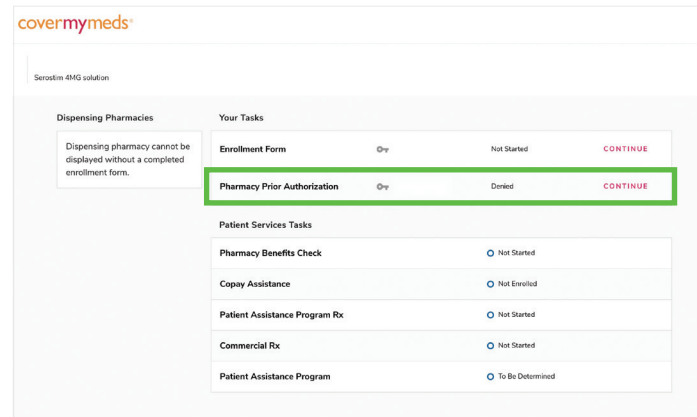 covermymeds®
Serostim 4MG solution
Dispensing Pharmacies
Dispensing pharmacy cannot be
displayed without a completed
enrollment form.
Your Tasks
Enrollment Form Not Started CONTINUE
Pharmacy Prior Authorization Denied CONTINUE
Patient Services Tasks
Pharmacy Benefits Check Not Started
Copay Assistance Not Enrolled
Patient Assistance Program Rx Not Started
Commercial Rx Not Started
Patient Assistance Program To Be Determined